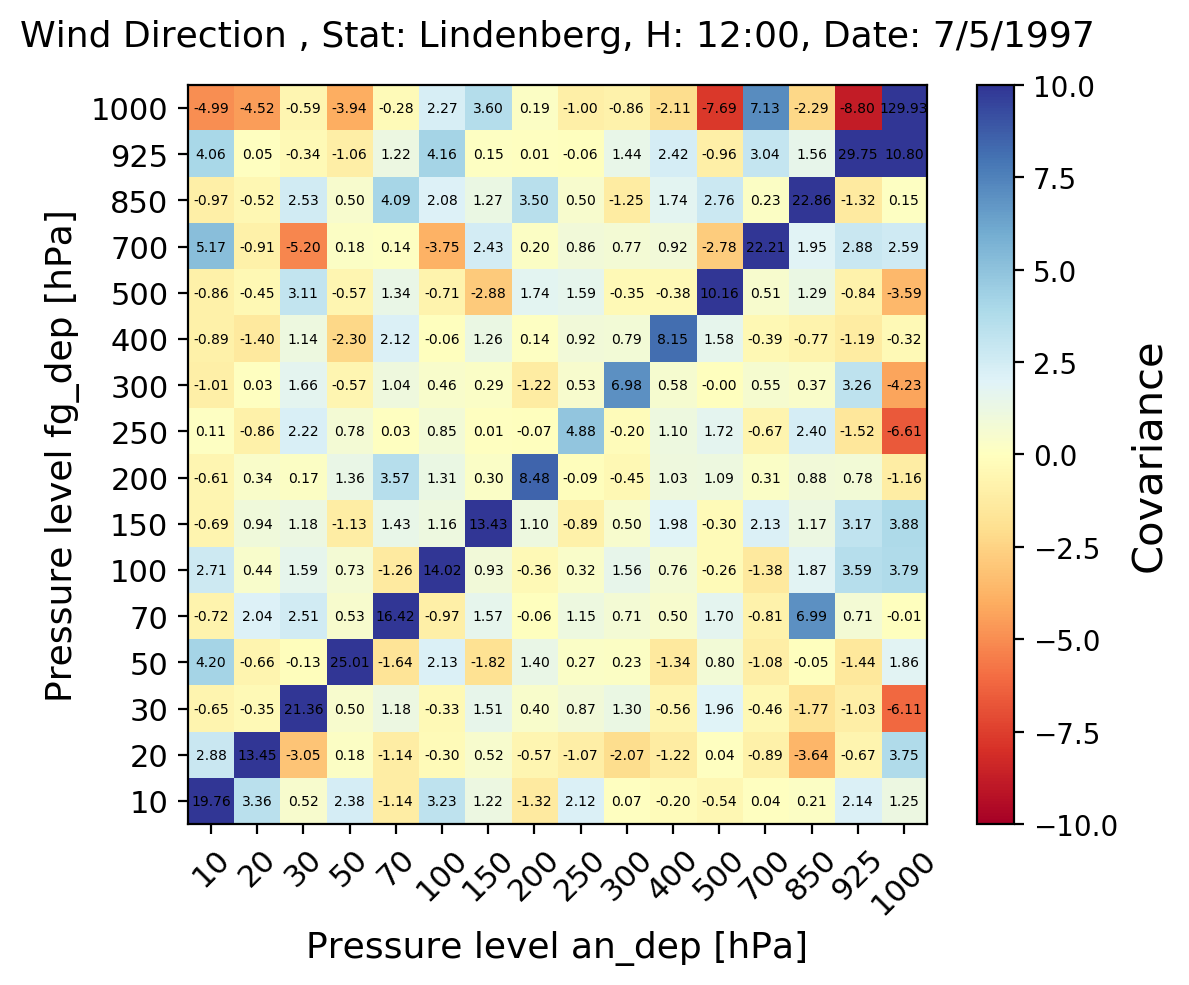 Wind Direction , Stat: Lindenberg, H: 12:00, Date: 7/5/1997
1000 -4.99 -4.52 -0.59 -3.94 -0.28 2.27 3.60 0.19 -1.00 -0.86 -2.11 -7.69 7.13 -2.29 -8.80 129.93
925 4.06 0.05 -0.34 -1.06 1.22 4.16 0.15 0.01 -0.06 1.44 2.42 -0.96 3.04 1.56 29.75 10.80
850 -0.97 -0.52 2.53 0.50 4.09 2.08 1.27 3.50 0.50 -1.25 1.74 2.76 0.23 22.86 -1.32 0.15
700 5.17 -0.91 -5.20 0.18 0.14 -3.75 2.43 0.20 0.86 0.77 0.92 -2.78 22.21 1.95 2.88 2.59
500 -0.86 -0.45 3.11 -0.57 1.34 -0.71 -2.88 1.74 1.59 -0.35 -0.38 10.16 0.51 1.29 -0.84 -3.59
400 -0.89 -1.40 1.14 -2.30 2.12 -0.06 1.26 0.14 0.92 0.79 8.15 1.58 -0.39 -0.77 -1.19 -0.32
300 -1.01 0.03 1.66 -0.57 1.04 0.46 0.29 -1.22 0.53 6.98 0.58 -0.00 0.55 0.37 3.26 -4.23
250 0.11 -0.86 2.22 0.78 0.03 0.85 0.01 -0.07 4.88 -0.20 1.10 1.72 -0.67 2.40 -1.52 -6.61
200 -0.61 0.34 0.17 1.36 3.57 1.31 0.30 8.48 -0.09 -0.45 1.03 1.09 0.31 0.88 0.78 -1.16
150 -0.69 0.94 1.18 -1.13 1.43 1.16 13.43 1.10 -0.89 0.50 1.98 -0.30 2.13 1.17 3.17 3.88
100 2.71 0.44 1.59 0.73 -1.26 14.02 0.93 -0.36 0.32 1.56 0.76 -0.26 -1.38 1.87 3.59 3.79
70 -0.72 2.04 2.51 0.53 16.42 -0.97 1.57 -0.06 1.15 0.71 0.50 1.70 -0.81 6.99 0.71 -0.01
50 4.20 -0.66 -0.13 25.01 -1.64 2.13 -1.82 1.40 0.27 0.23 -1.34 0.80 -1.08 -0.05 -1.44 1.86
30 -0.65 -0.35 21.36 0.50 1.18 -0.33 1.51 0.40 0.87 1.30 -0.56 1.96 -0.46 -1.77 -1.03 -6.11
20 2.88 13.45 -3.05 0.18 -1.14 -0.30 0.52 -0.57 -1.07 -2.07 -1.22 0.04 -0.89 -3.64 -0.67 3.75
10 19.76 3.36 0.52 2.38 -1.14 3.23 1.22 -1.32 2.12 0.07 -0.20 -0.54 0.04 0.21 2.14 1.25
10 20 30 50 70 100 150 200 250 300 400 500 700 850 925 1000
Pressure level an_dep [hPa]
Pressure level fg_dep [hPa]
10.0
7.5
5.0
2.5
0.0
−2.5
−5.0
−7.5
−10.0
Covariance